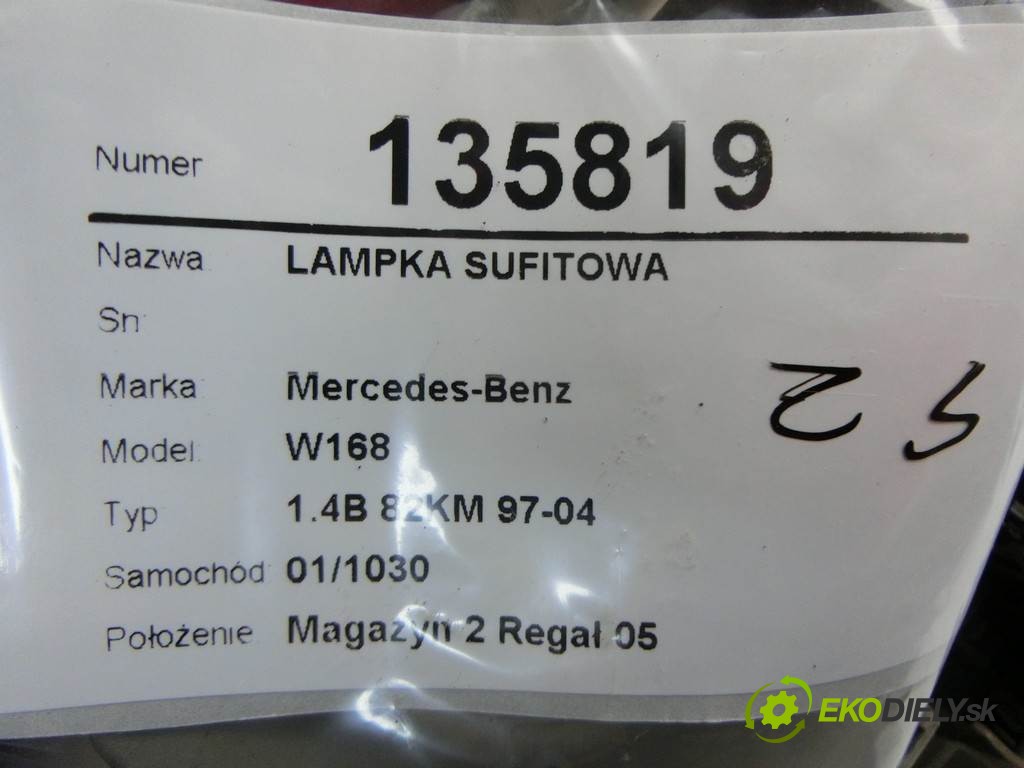 Numer 135819
Nazwa LAMPKA SUFITOWA
Sn
Marka Mercedes-Benz
Model W168
Typ 1.4B 82KM 97-04
Samochód 01/1030
Położenie Magazyn 2 Regał 05
EKODIELY.sk